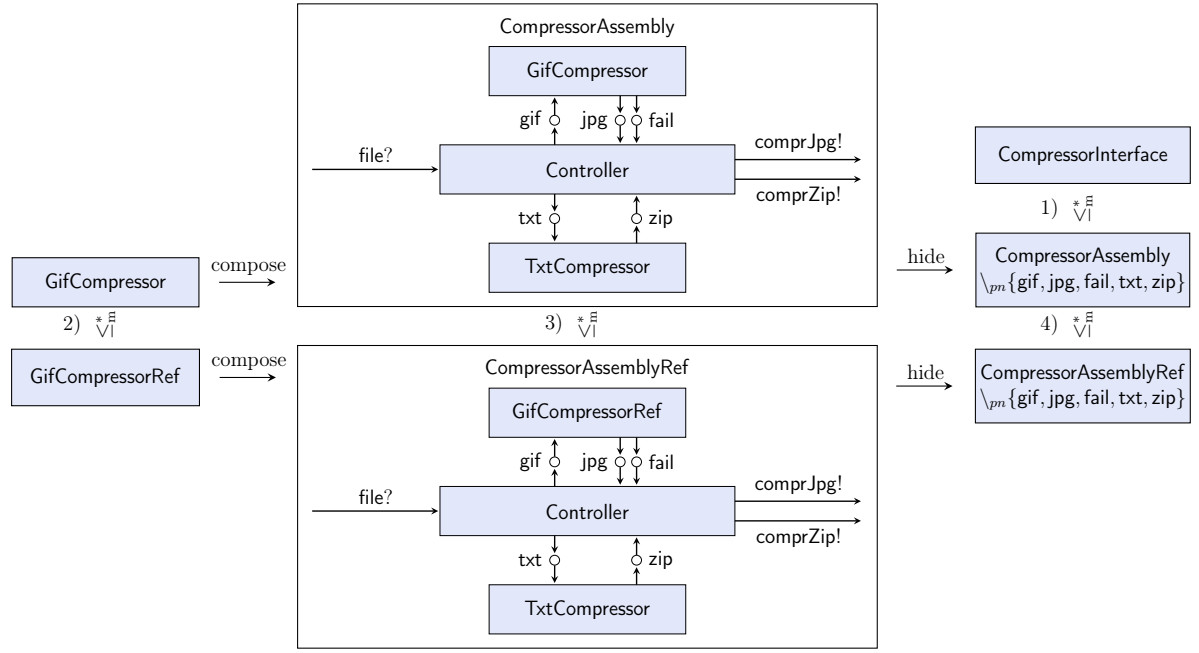 CompressorAssembly
GifCompressor
gif jpg fail
file? Controller comprJpg!
comprZip!
txt zip
TxtCompressor
GifCompressor
compose
2) ≤*m
GifCompressorRef
compose
3) ≤*m
CompressorAssemblyRef
GifCompressorRef
gif jpg fail
file? Controller comprJpg!
comprZip!
txt zip
TxtCompressor
hide
hide
CompressorInterface
1) ≤*m
CompressorAssembly
\pn{gif, jpg, fail, txt, zip}
4) ≤*m
CompressorAssemblyRef
\pn{gif, jpg, fail, txt, zip}